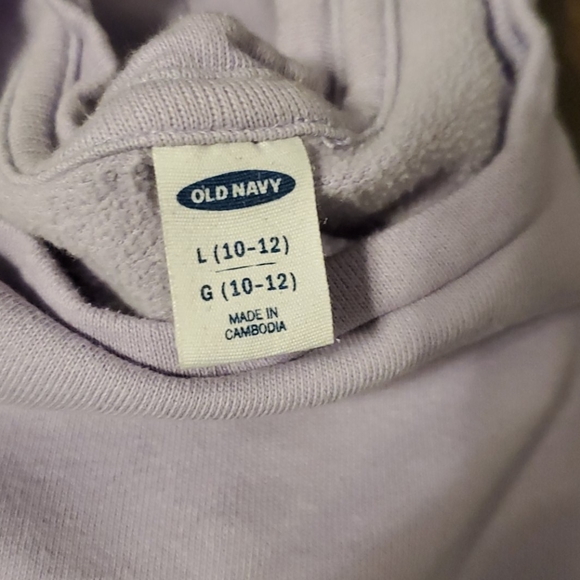 OLD NAVY
L (10-12)
G (10-12)
MADE IN
CAMBODIA